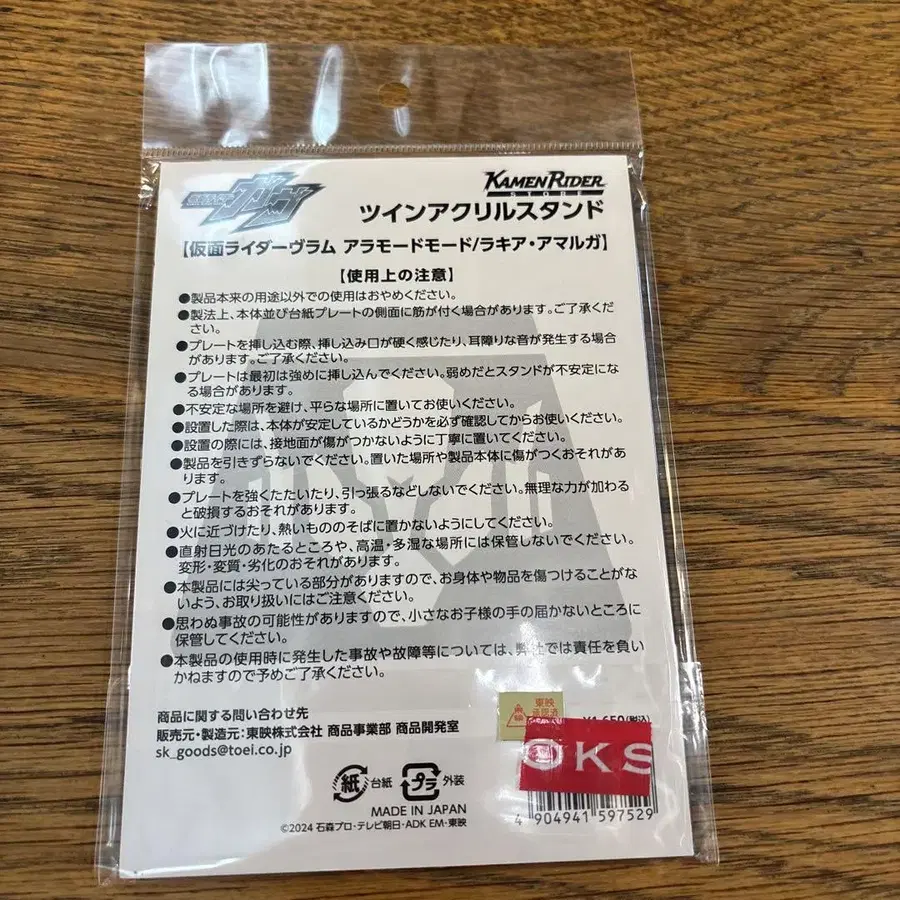 仮面ライダー
ガヴ
KAMEN RIDER
STORE
ツインアクリルスタンド
【仮面ライダーヴラム アラモードモード/ラキア・アマルガ】
【使用上の注意】
●製品本来の用途以外での使用はおやめください。
●製法上、本体並び台紙プレートの側面に筋が付く場合があります。ご了承くだ
さい。
●プレートを挿し込む際、挿し込み口が硬く感じたり、耳障りな音が発生する場合
があります。ご了承ください。
●プレートは最初は強めに挿し込んでください。弱めだとスタンドが不安定にな
る場合があります。
●不安定な場所を避け、平らな場所に置いてお使いください。
●設置した際は、本体が安定しているかどうかを必ず確認してからお使いください。
●設置の際には、接地面が傷がつかないように丁寧に置いてください。
●製品を引きずらないでください。置いた場所や製品本体に傷がつくおそれがあ
ります。
●プレートを強くたたいたり、引っ張るなどしないでください。無理な力が加わる
と破損するおそれがあります。
●火に近づけたり、熱いもののそばに置かないようにしてください。
●直射日光のあたるところや、高温・多湿な場所には保管しないでください。
変形・変質・劣化のおそれがあります。
●本製品には尖っている部分がありますので、お身体や物品を傷つけることがな
いよう、お取り扱いにはご注意ください。
●思わぬ事故の可能性がありますので、小さなお子様の手の届かないところに
保管してください。
●本製品の使用時に発生した事故や故障等については、弊社では責任を負い
かねますので予めご了承ください。
商品に関する問い合わせ先
販売元・製造元:東映株式会社 商品事業部 商品開発室
sk_goods@toei.co.jp
東映
¥1,650(税込)
OKS
紙 台紙 プラ 外装
MADE IN JAPAN
©2024 石森プロ・テレビ朝日・ADK EM・東映
4 904941 597529